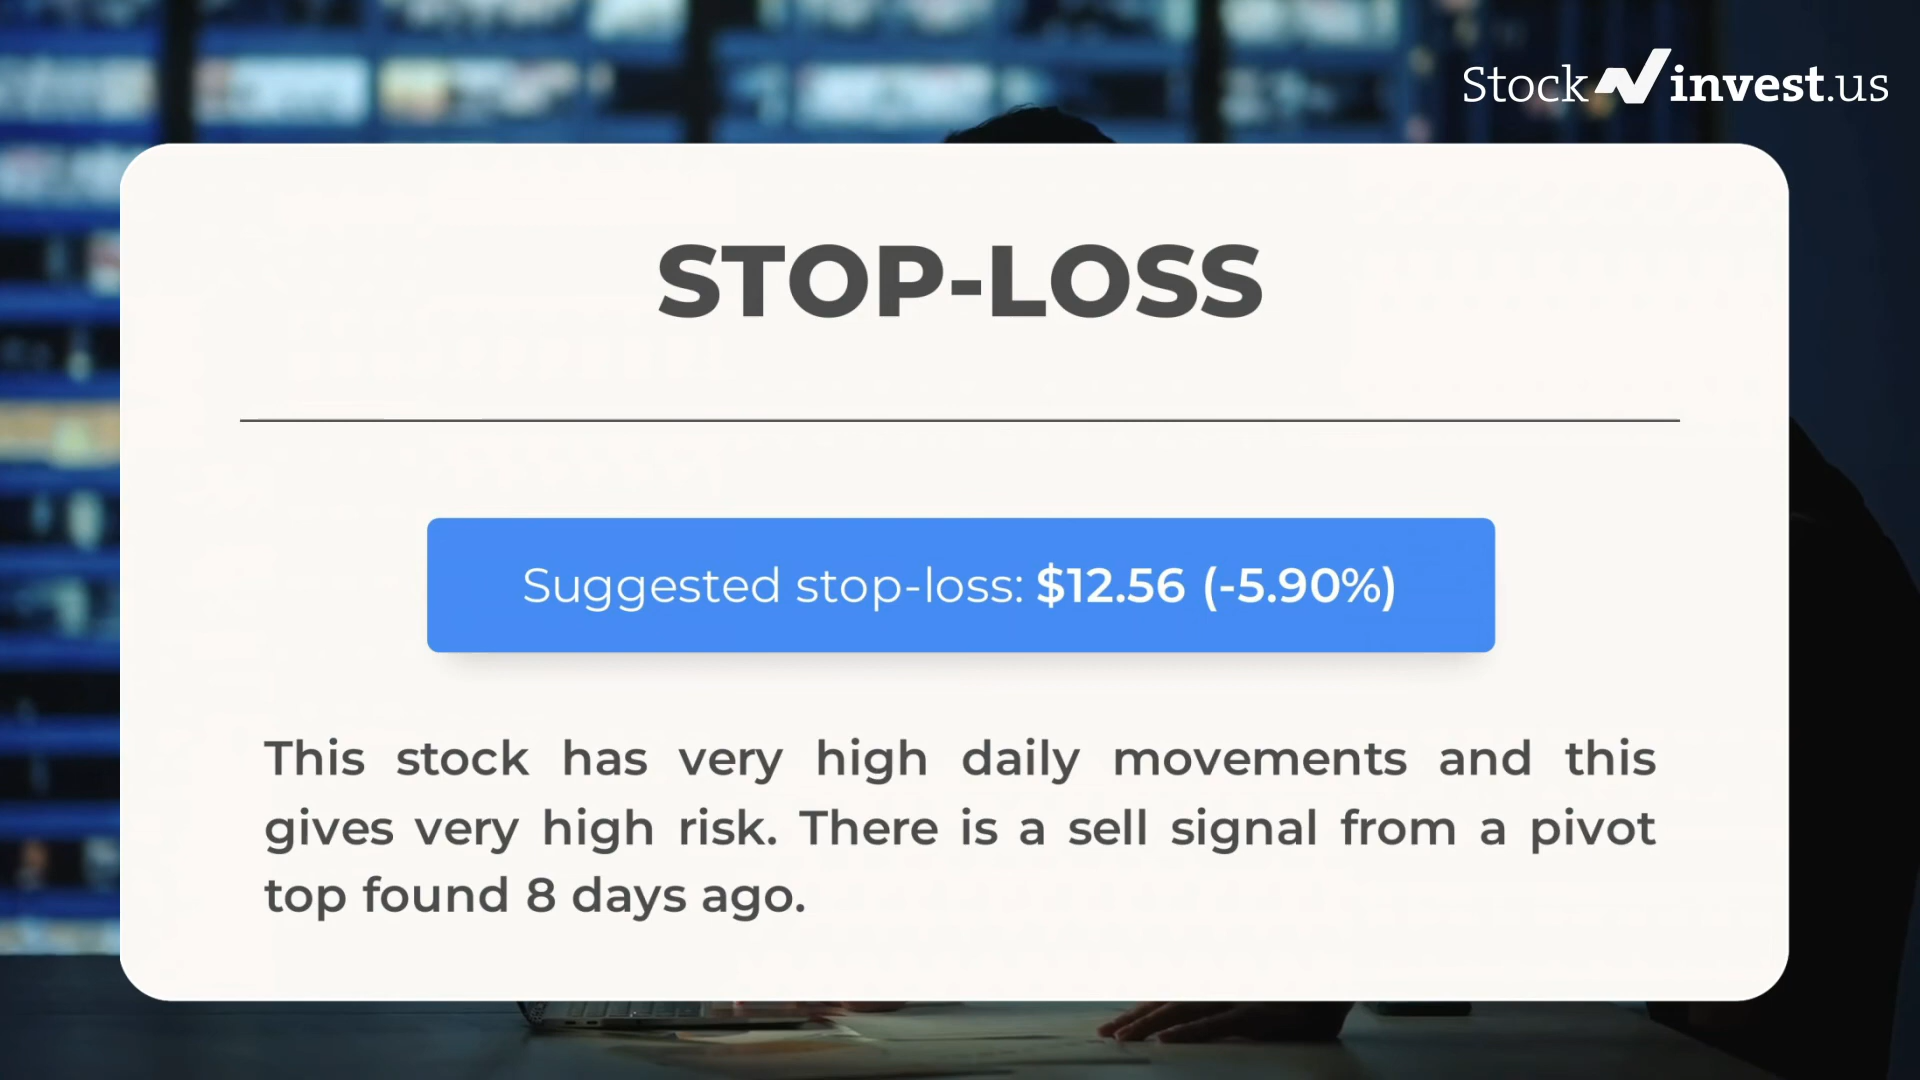 Stock invest.us
STOP-LOSS
Suggested stop-loss: $12.56 (-5.90%)
This stock has very high daily movements and this
gives very high risk. There is a sell signal from a pivot
top found 8 days ago.